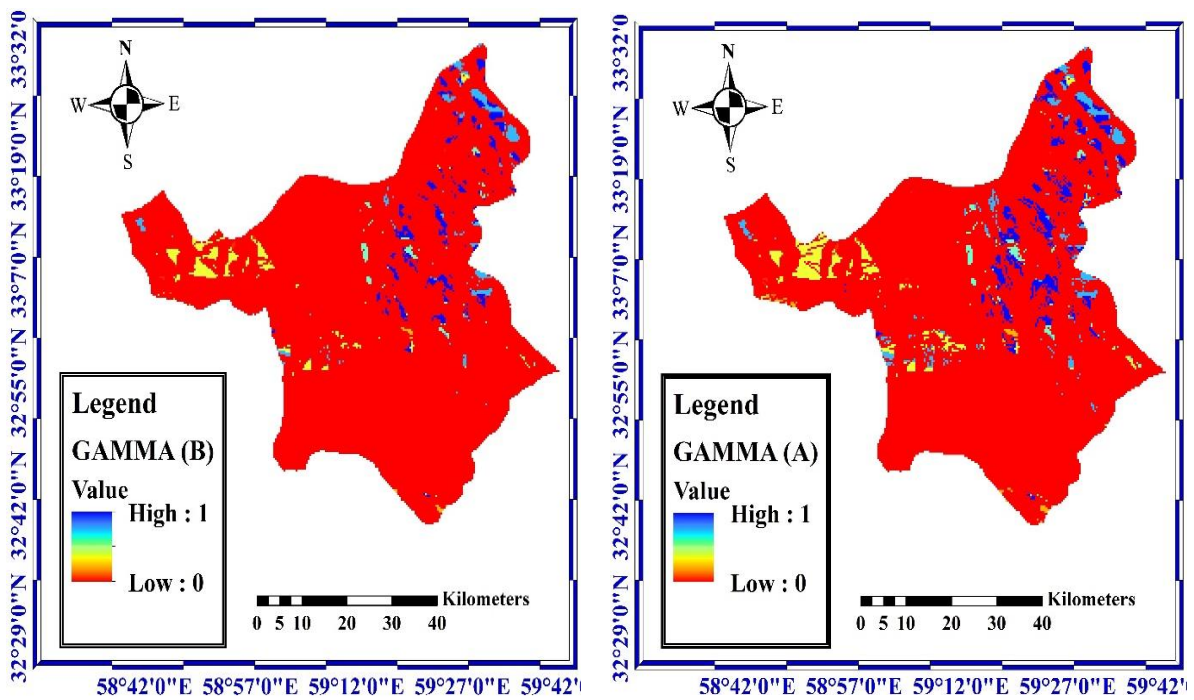 33°32'0
33°19'0"N
33°7'0"N
32°55'0"N
32°42'0"N
32°29'0"N
N
W E
S
Legend
GAMMA (B)
Value
High : 1
Low : 0
Kilometers
0 5 10 20 30 40
58°42'0"E 58°57'0"E 59°12'0"E 59°27'0"E 59°42'0
33°32'0
33°19'0"N
33°7'0"N
32°55'0"N
32°42'0"N
32°29'0"N
N
W E
S
Legend
GAMMA (A)
Value
High : 1
Low : 0
Kilometers
0 5 10 20 30 40
58°42'0"E 58°57'0"E 59°12'0"E 59°27'0"E 59°42'0